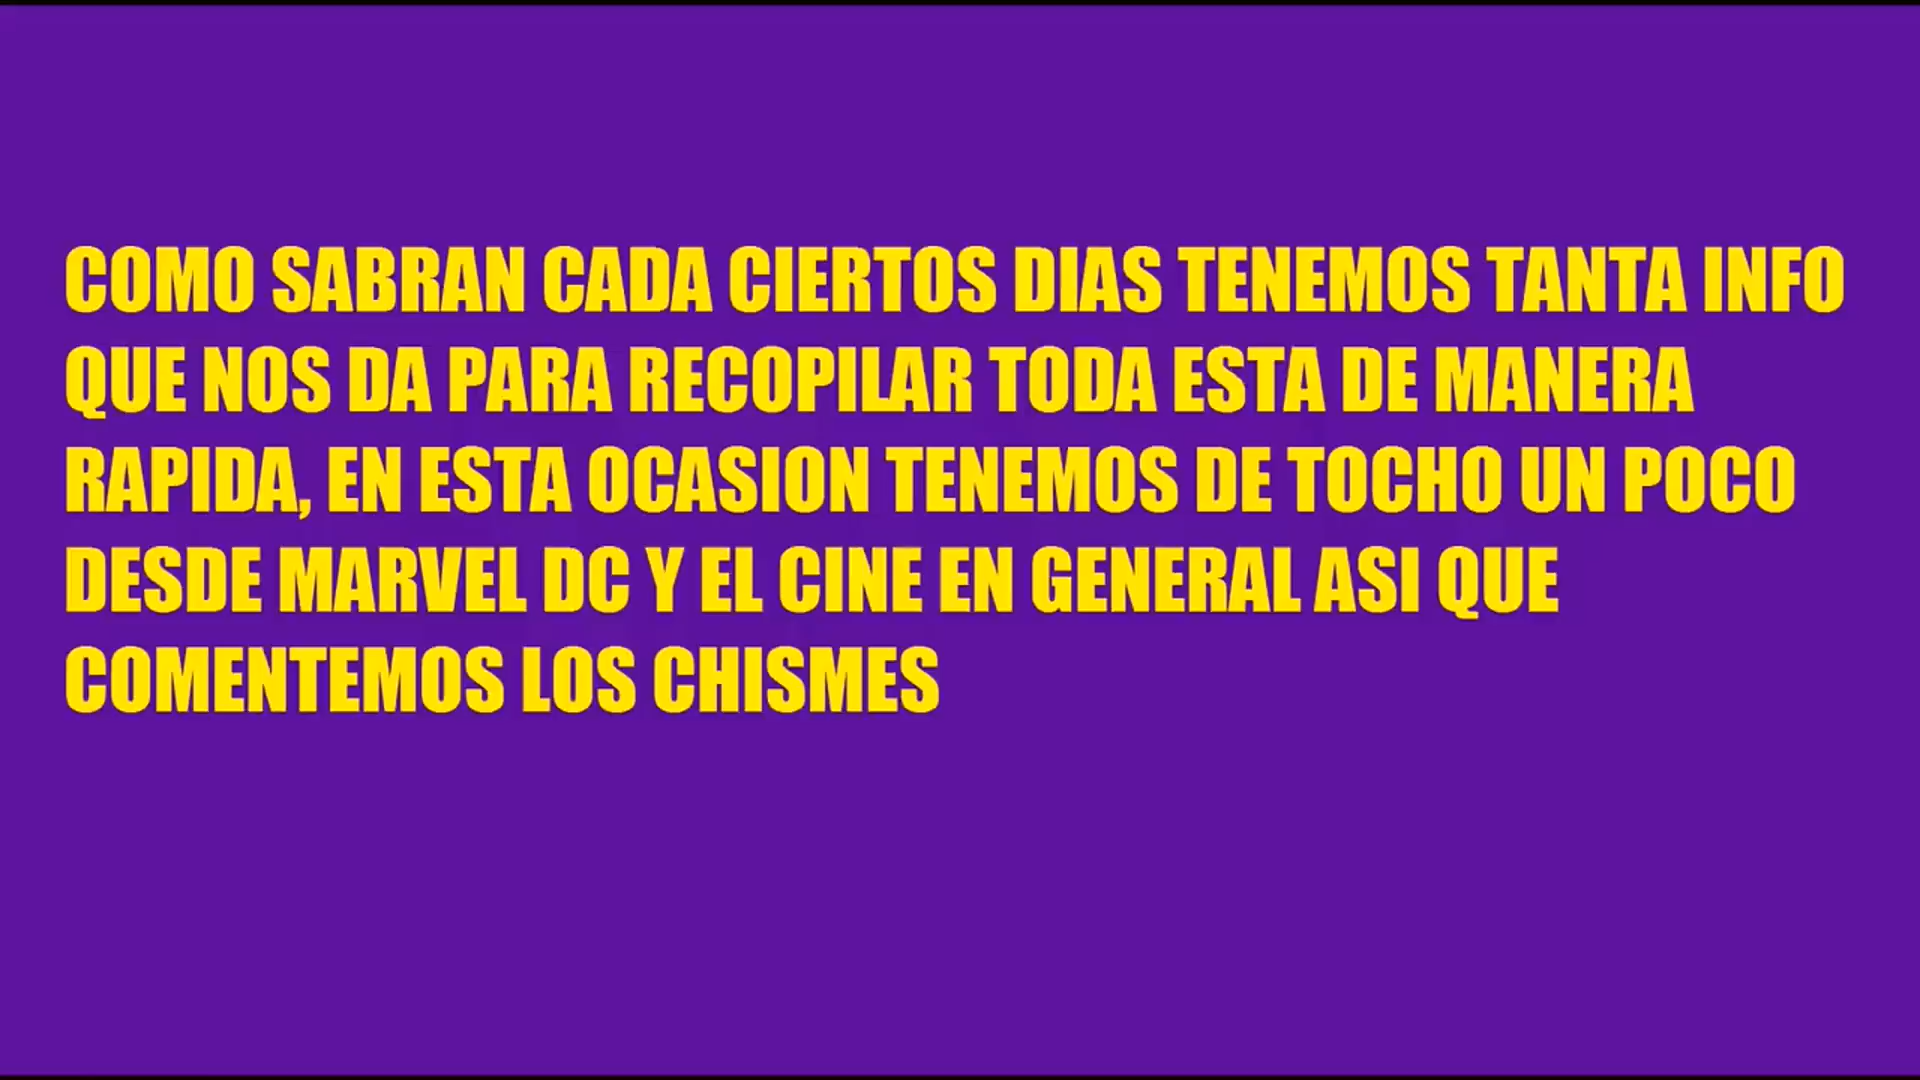 COMO SABRAN CADA CIERTOS DIAS TENEMOS TANTA INFO
QUE NOS DA PARA RECOPILAR TODA ESTA DE MANERA
RAPIDA, EN ESTA OCASION TENEMOS DE TOCHO UN POCO
DESDE MARVEL DC Y EL CINE EN GENERAL ASI QUE
COMENTEMOS LOS CHISMES